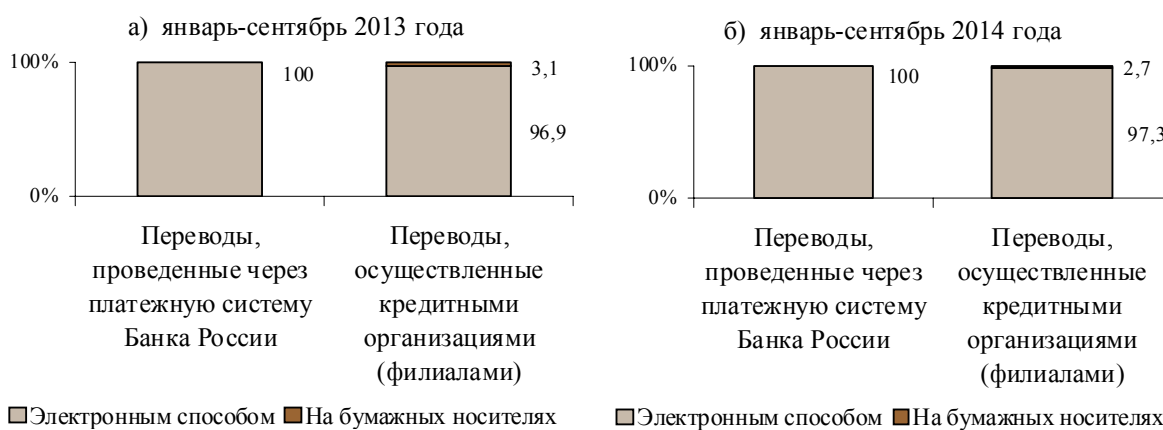 а) январь-сентябрь 2013 года
100%
100
3,1
96,9
0%
Переводы,
проведенные через
платежную систему
Банка России
Переводы,
осуществленные
кредитными
организациями
(филиалами)
Электронным способом На бумажных носителях
б) январь-сентябрь 2014 года
100%
100
2,7
97,3
0%
Переводы,
проведенные через
платежную систему
Банка России
Переводы,
осуществленные
кредитными
организациями
(филиалами)
Электронным способом На бумажных носителях